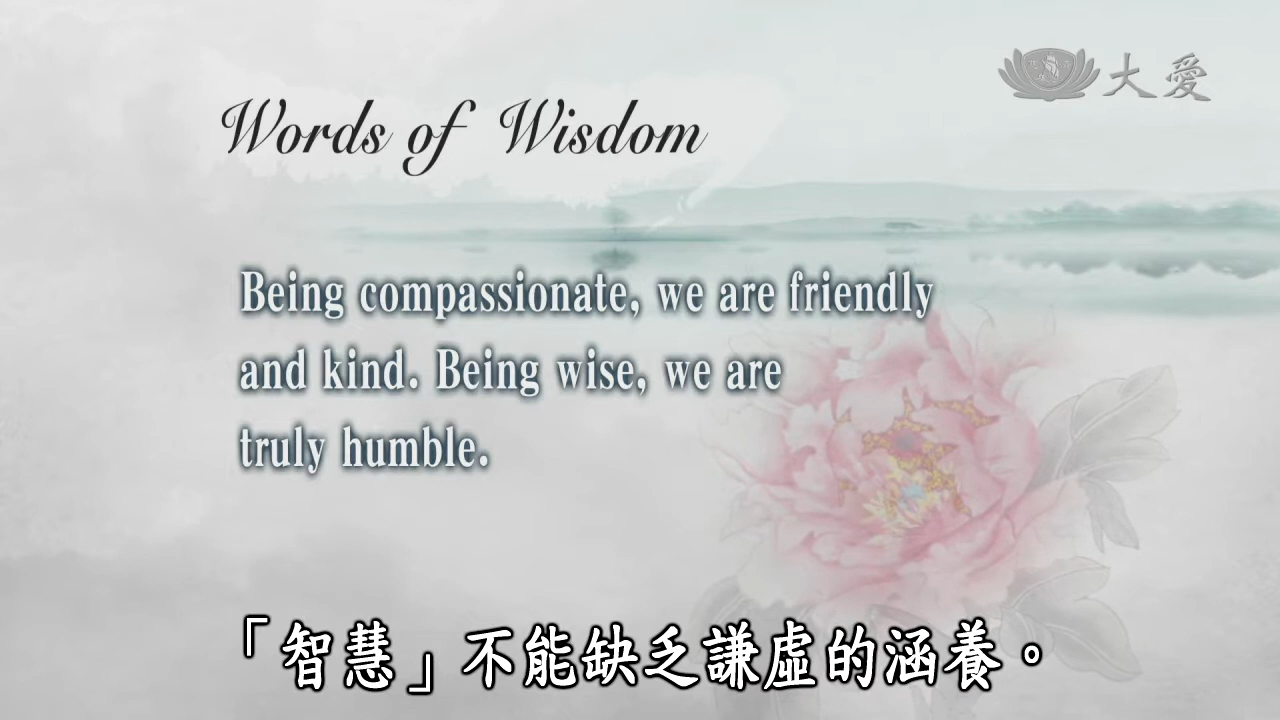 大愛
Words of Wisdom
Being compassionate, we are friendly
and kind. Being wise, we are
truly humble.
「智慧」不能缺乏謙虛的涵養。